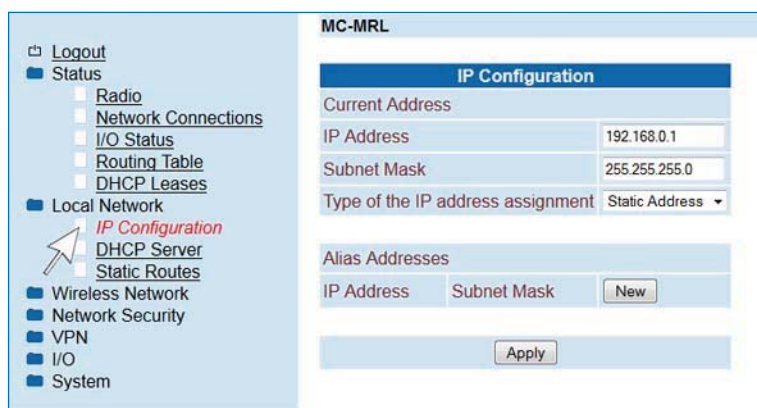 MC-MRL
Logout
Status
Radio
Network Connections
I/O Status
Routing Table
DHCP Leases
Local Network
IP Configuration
DHCP Server
Static Routes
Wireless Network
Network Security
VPN
I/O
System
IP Configuration
Current Address
IP Address 192.168.0.1
Subnet Mask 255.255.255.0
Type of the IP address assignment Static Address
Alias Addresses
IP Address Subnet Mask New
Apply